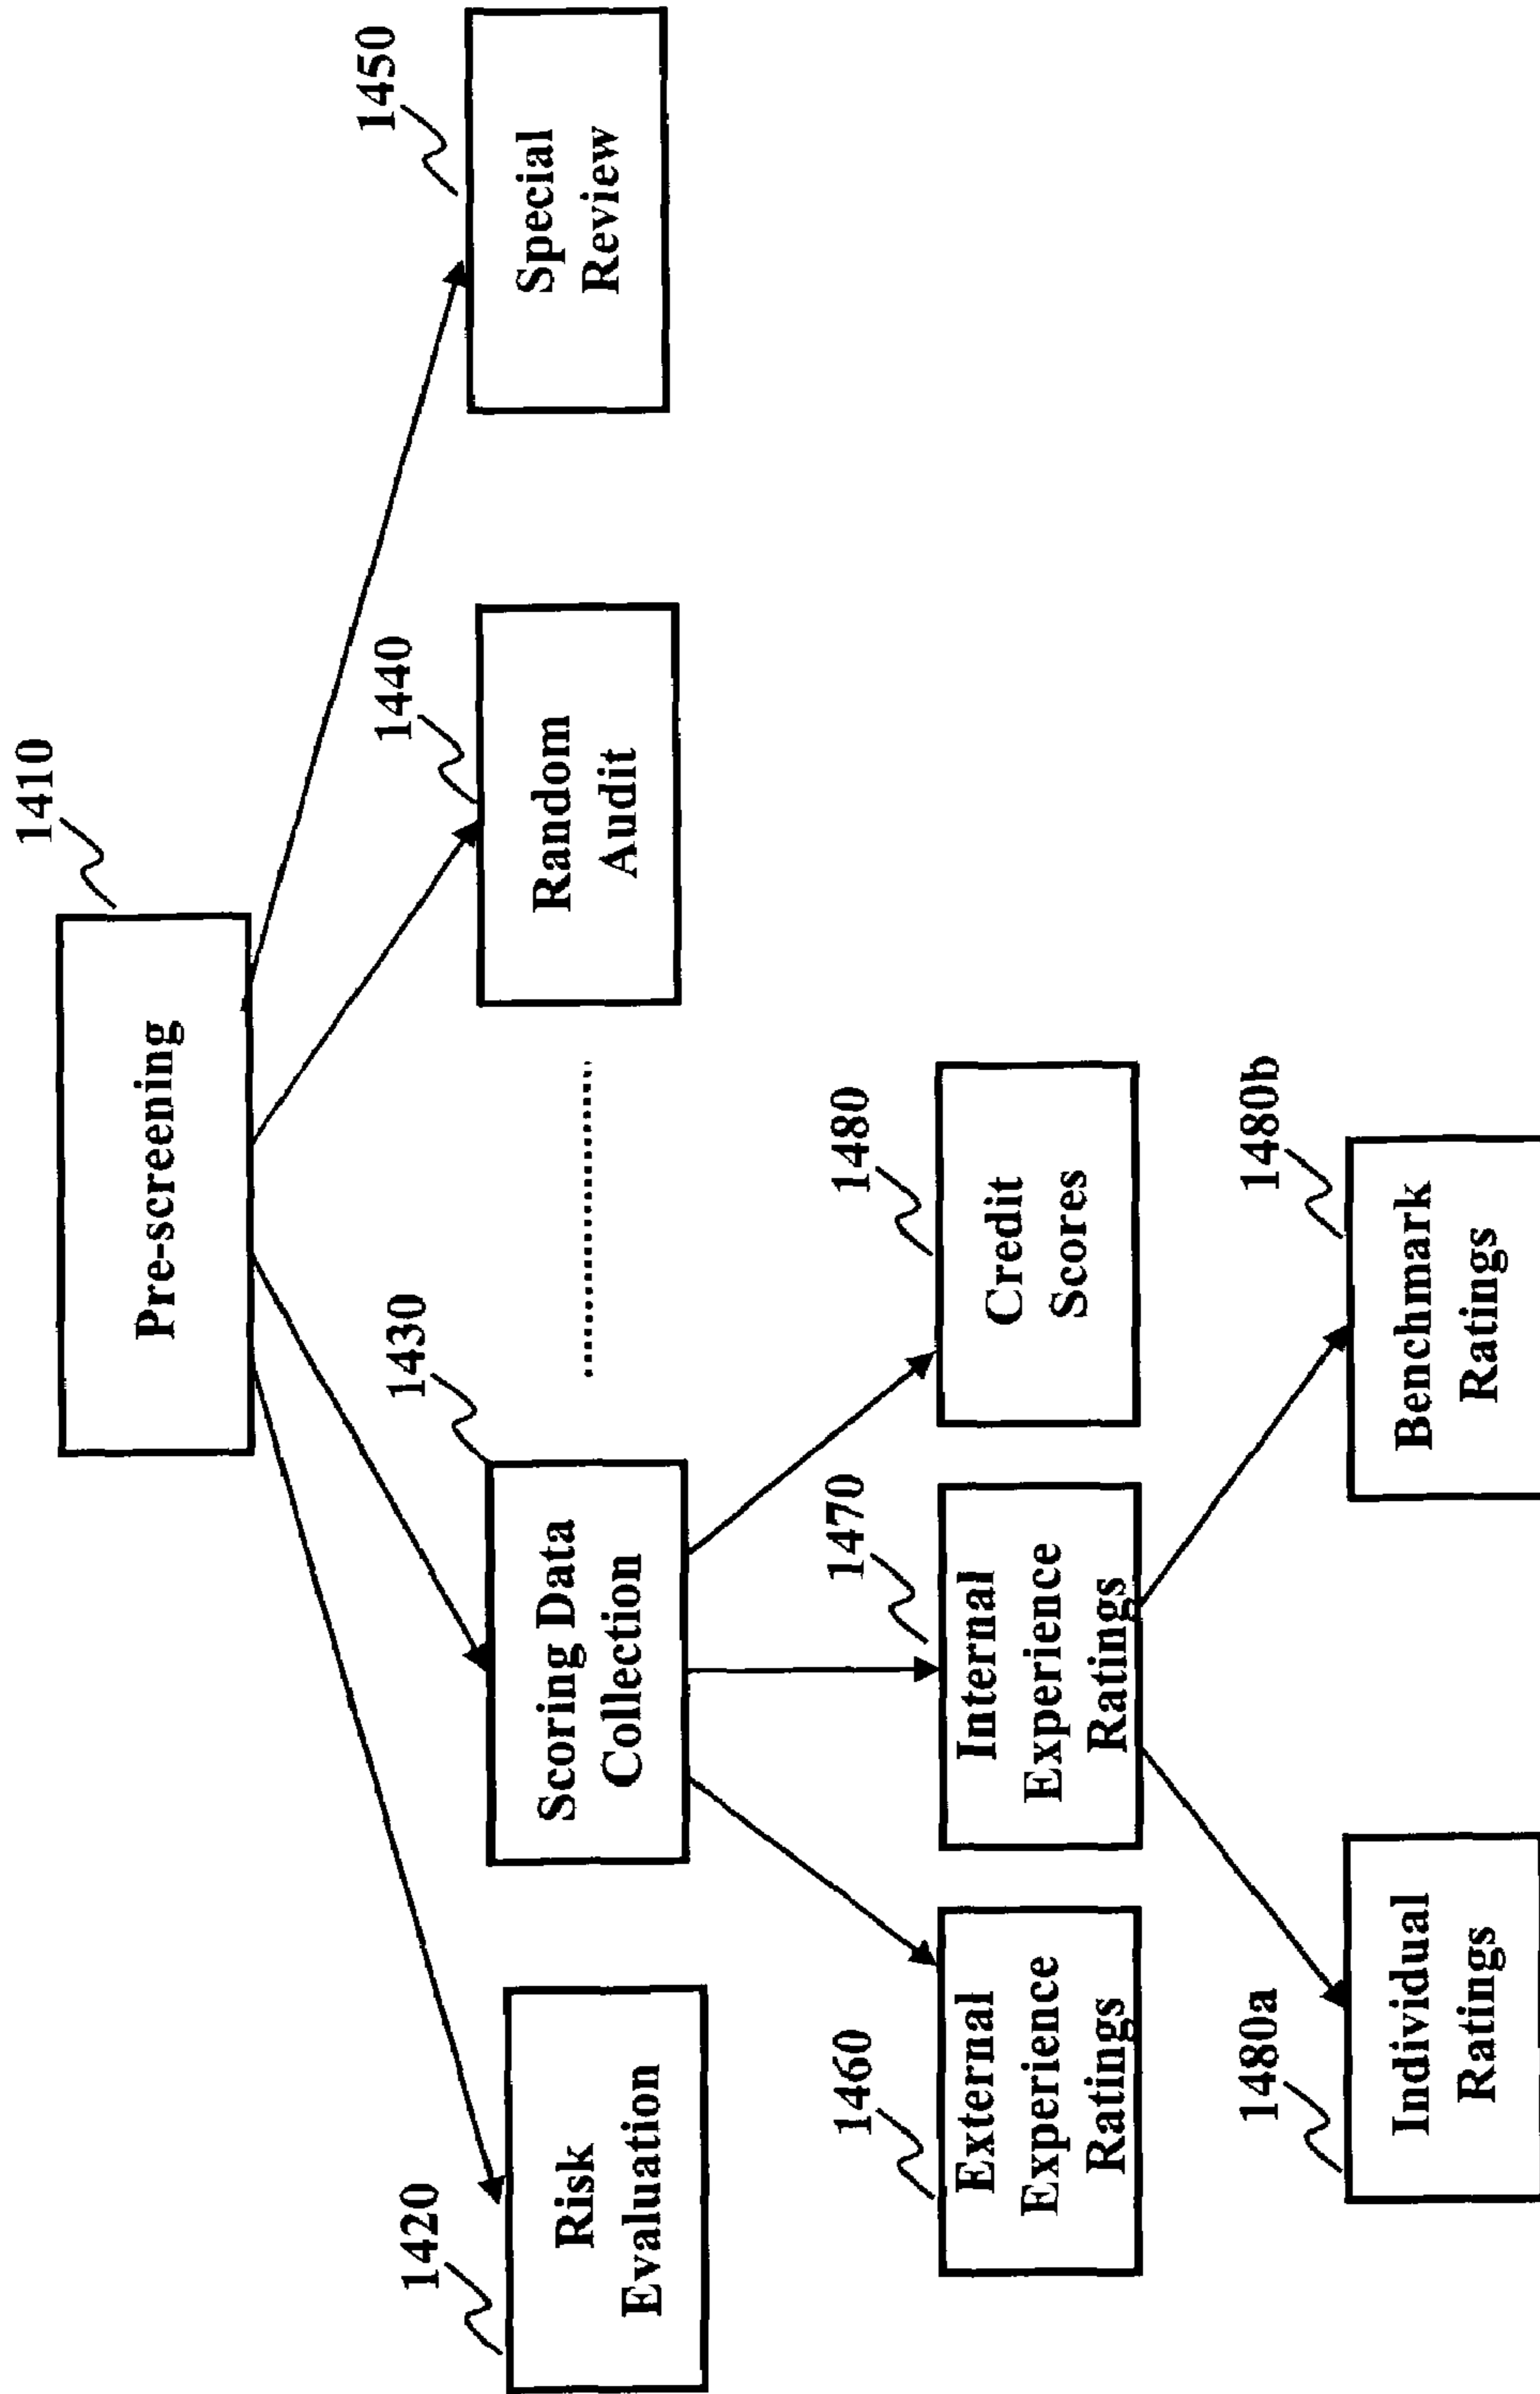 1410
Pre-screening
1420
Risk
Evaluation
1430
Scoring Data
Collection
1440
Random
Audit
1450
Special
Review
1460
External
Experience
Ratings
1470
Internal
Experience
Ratings
1480
Credit
Scores
1480a
Individual
Ratings
1480b
Benchmark
Ratings